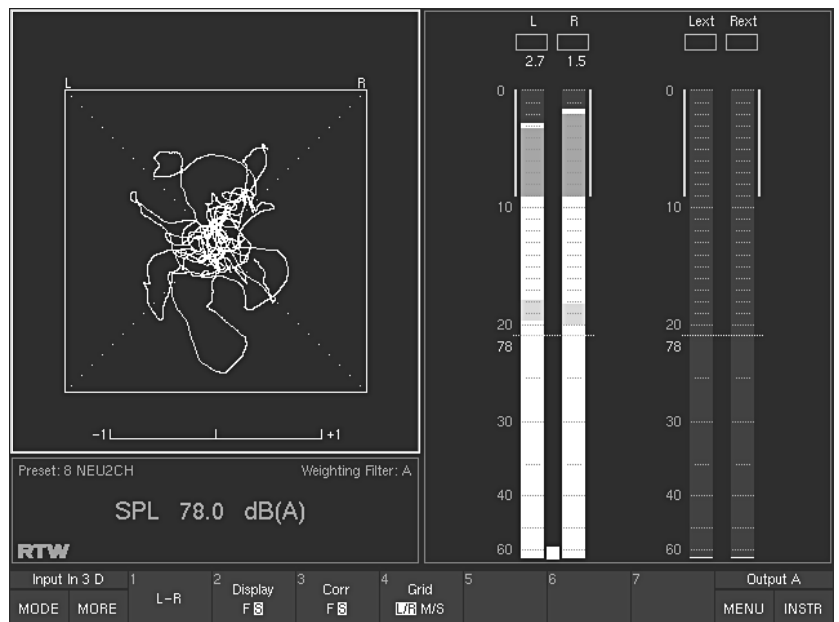 L R Lext Rext
2.7 1.5
L R
0 0
10 10
20 20
78 78
30 30
40 40
60 60
-1 +1
Preset: 8 NEU2CH Weighting Filter: A
SPL 78.0 dB(A)
RTW
Input In 3 D 1 2 3 4 5 6 7 Output A
MODE MORE L-R Display F S Corr F S Grid L/R M/S MENU INSTR